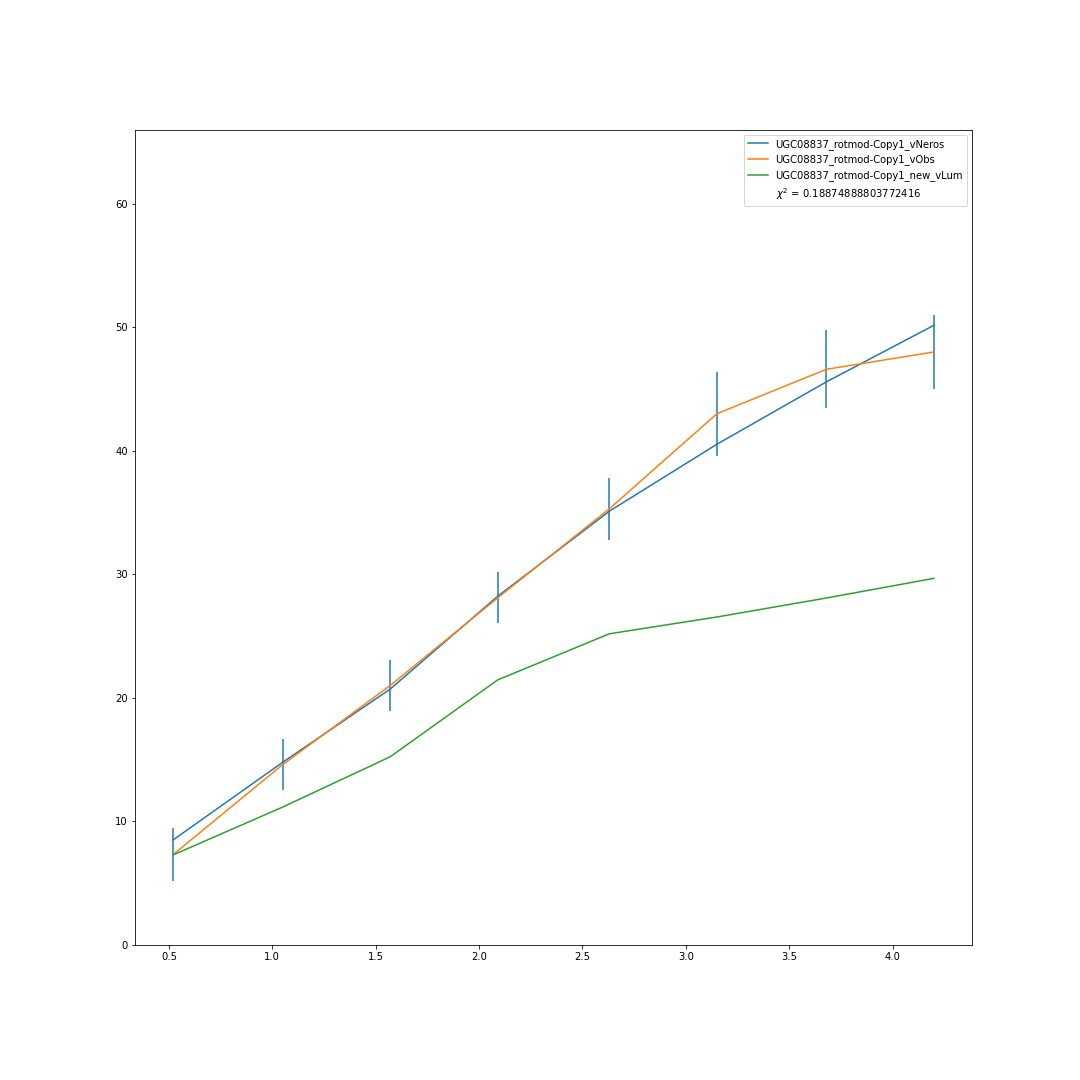 UGC08837_rotmod-Copy1_vNeros
UGC08837_rotmod-Copy1_vObs
UGC08837_rotmod-Copy1_new_vLum
χ² = 0.18874888803772416
60
50
40
30
20
10
0
0.5 1.0 1.5 2.0 2.5 3.0 3.5 4.0